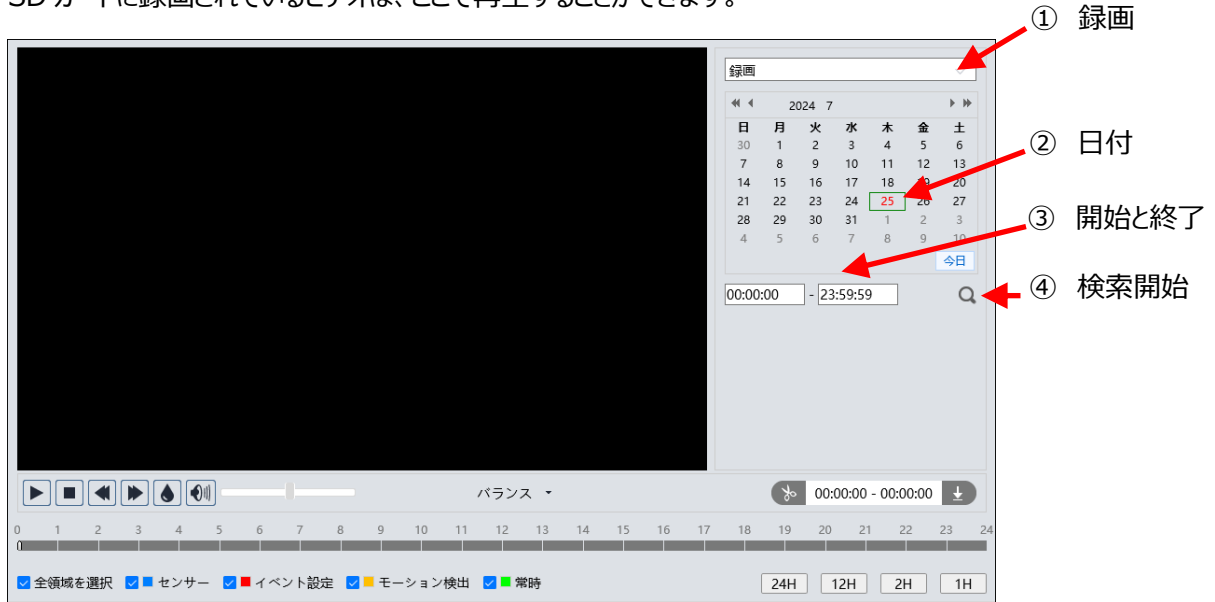 SD カードに録画されているビデオは、ここで再生することができます。
① 録画
録画
2024 7
日 月 火 水 木 金 土
30 1 2 3 4 5 6
7 8 9 10 11 12 13
② 日付
14 15 16 17 18 19 20
21 22 23 24 25 26 27
28 29 30 31 1 2 3
③ 開始と終了
4 5 6 7 8 9 10
今日
00:00:00 - 23:59:59
④ 検索開始
バランス
00:00:00 - 00:00:00
0 1 2 3 4 5 6 7 8 9 10 11 12 13 14 15 16 17 18 19 20 21 22 23 24
全領域を選択 センサー イベント設定 モーション検出 常時
24H 12H 2H 1H